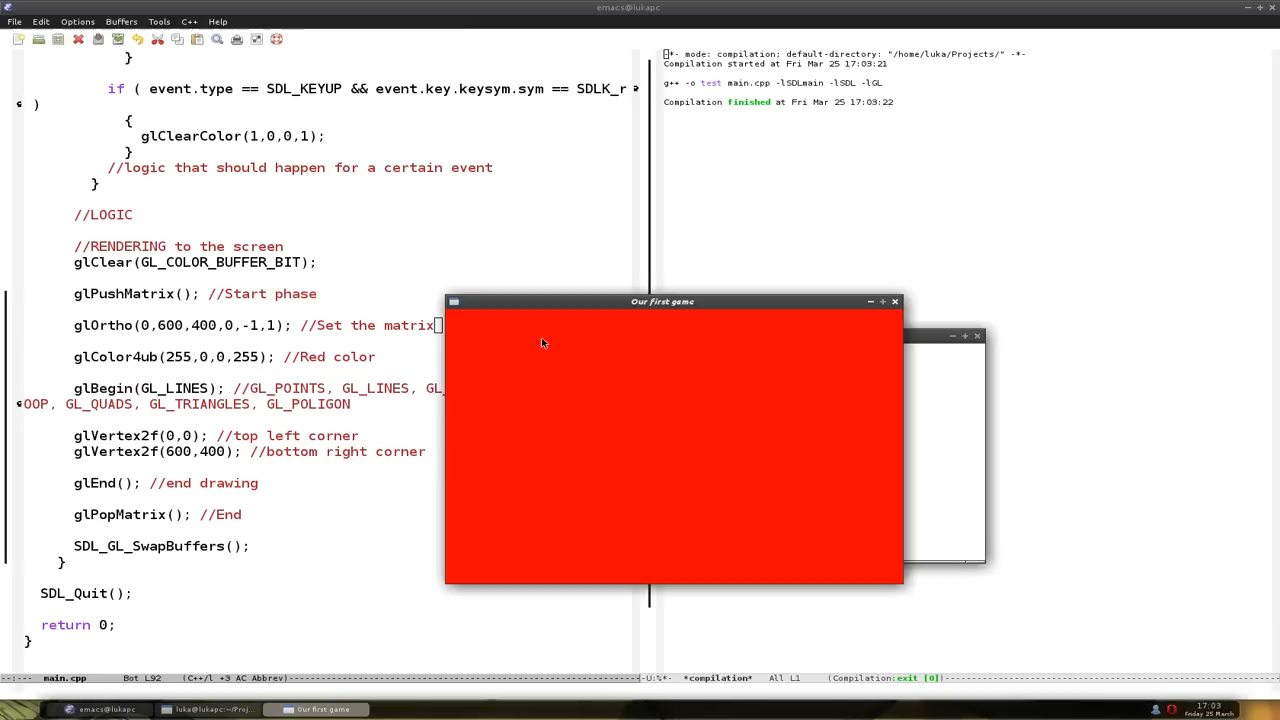 emacs@lukapc
File Edit Options Buffers Tools C++ Help
}
if ( event.type == SDL_KEYUP && event.key.keysym.sym == SDLK_r
)
{
glClearColor(1,0,0,1);
}
//logic that should happen for a certain event
}
//LOGIC
//RENDERING to the screen
glClear(GL_COLOR_BUFFER_BIT);
glPushMatrix(); //Start phase
glOrtho(0,600,400,0,-1,1); //Set the matrix
glColor4ub(255,0,0,255); //Red color
glBegin(GL_LINES); //GL_POINTS, GL_LINES, GL_
OOP, GL_QUADS, GL_TRIANGLES, GL_POLIGON
glVertex2f(0,0); //top left corner
glVertex2f(600,400); //bottom right corner
glEnd(); //end drawing
glPopMatrix(); //End
SDL_GL_SwapBuffers();
}
SDL_Quit();
return 0;
}
--:--- main.cpp Bot L92 (C++/l +3 AC Abbrev)
-*- mode: compilation; default-directory: "/home/luka/Projects/" -*-
Compilation started at Fri Mar 25 17:03:21
g++ -o test main.cpp -lSDLmain -lSDL -lGL
Compilation finished at Fri Mar 25 17:03:22
-U:%*- *compilation* All L1 (Compilation:exit [0])
Our first game
emacs@lukapc
luka@lukapc:~/Proj...
Our first game
17:03
Friday 25 March